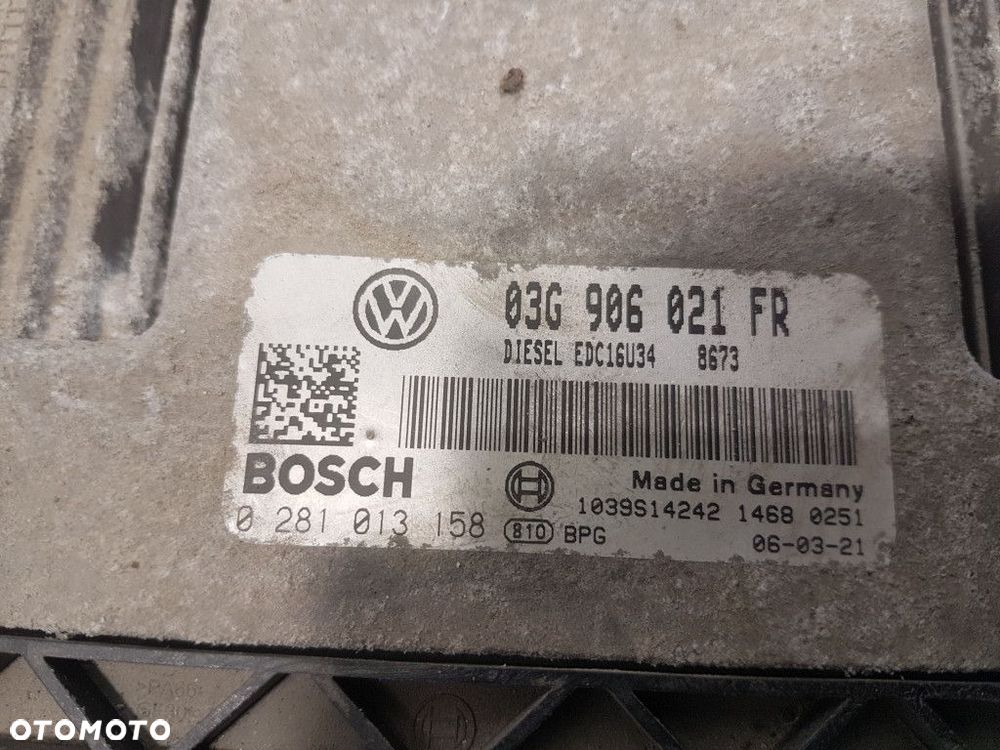 03G 906 021 FR
DIESEL EDC16U34 8673
BOSCH
Made in Germany
1039S14242 1468 0251
0 281 013 158 810 BPG
06-03-21
>PA66
OTOMOTO